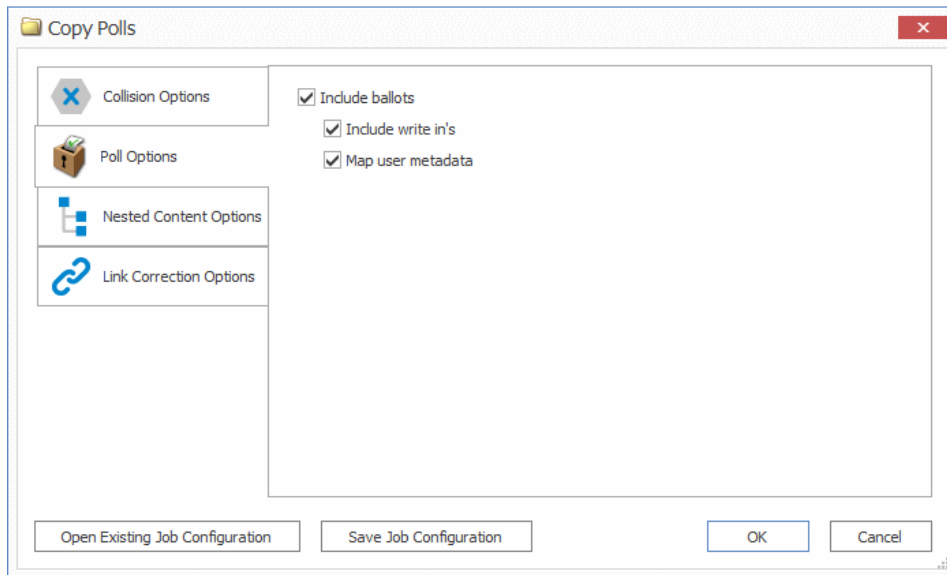 Copy Polls
Collision Options
Poll Options
Nested Content Options
Link Correction Options
Include ballots
Include write in's
Map user metadata
Open Existing Job Configuration
Save Job Configuration
OK
Cancel